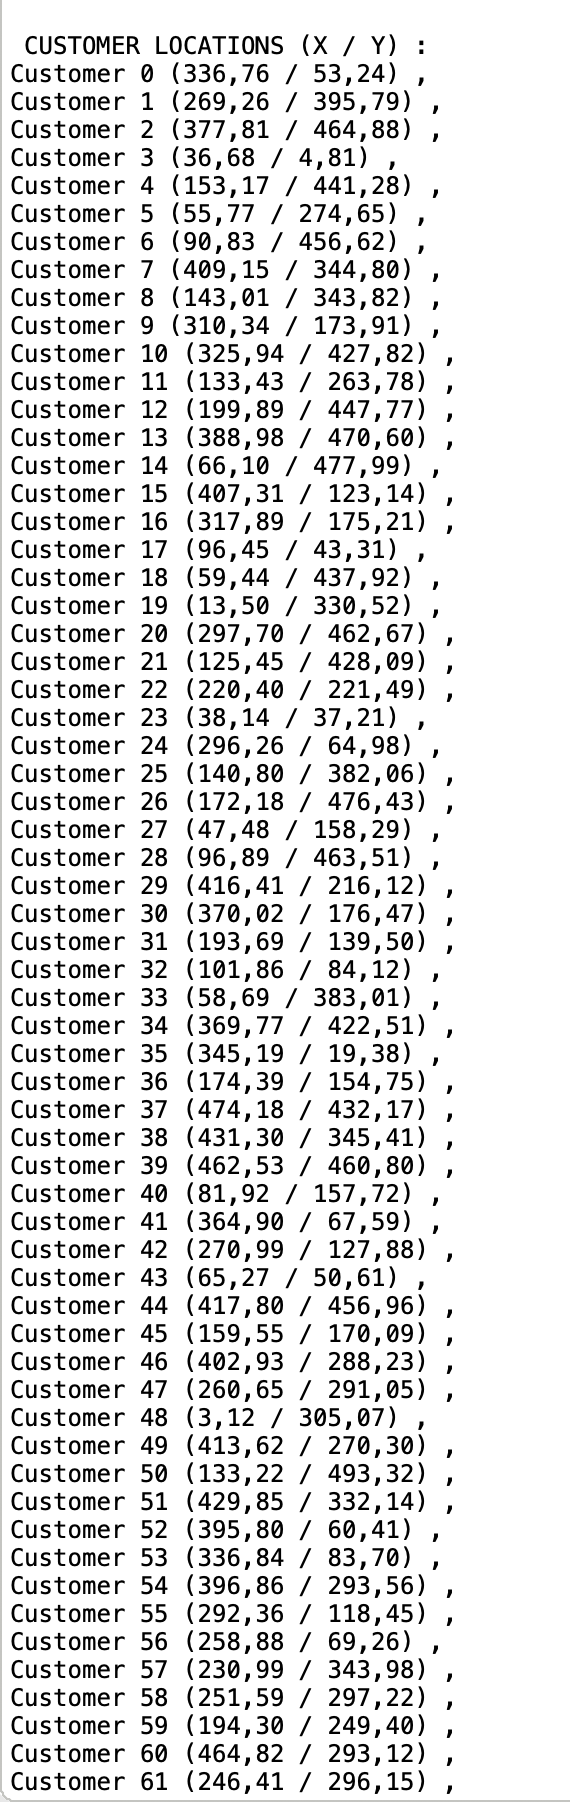 CUSTOMER LOCATIONS (X / Y) :
Customer 0 (336,76 / 53,24) ,
Customer 1 (269,26 / 395,79) ,
Customer 2 (377,81 / 464,88) ,
Customer 3 (36,68 / 4,81) ,
Customer 4 (153,17 / 441,28) ,
Customer 5 (55,77 / 274,65) ,
Customer 6 (90,83 / 456,62) ,
Customer 7 (409,15 / 344,80) ,
Customer 8 (143,01 / 343,82) ,
Customer 9 (310,34 / 173,91) ,
Customer 10 (325,94 / 427,82) ,
Customer 11 (133,43 / 263,78) ,
Customer 12 (199,89 / 447,77) ,
Customer 13 (388,98 / 470,60) ,
Customer 14 (66,10 / 477,99) ,
Customer 15 (407,31 / 123,14) ,
Customer 16 (317,89 / 175,21) ,
Customer 17 (96,45 / 43,31) ,
Customer 18 (59,44 / 437,92) ,
Customer 19 (13,50 / 330,52) ,
Customer 20 (297,70 / 462,67) ,
Customer 21 (125,45 / 428,09) ,
Customer 22 (220,40 / 221,49) ,
Customer 23 (38,14 / 37,21) ,
Customer 24 (296,26 / 64,98) ,
Customer 25 (140,80 / 382,06) ,
Customer 26 (172,18 / 476,43) ,
Customer 27 (47,48 / 158,29) ,
Customer 28 (96,89 / 463,51) ,
Customer 29 (416,41 / 216,12) ,
Customer 30 (370,02 / 176,47) ,
Customer 31 (193,69 / 139,50) ,
Customer 32 (101,86 / 84,12) ,
Customer 33 (58,69 / 383,01) ,
Customer 34 (369,77 / 422,51) ,
Customer 35 (345,19 / 19,38) ,
Customer 36 (174,39 / 154,75) ,
Customer 37 (474,18 / 432,17) ,
Customer 38 (431,30 / 345,41) ,
Customer 39 (462,53 / 460,80) ,
Customer 40 (81,92 / 157,72) ,
Customer 41 (364,90 / 67,59) ,
Customer 42 (270,99 / 127,88) ,
Customer 43 (65,27 / 50,61) ,
Customer 44 (417,80 / 456,96) ,
Customer 45 (159,55 / 170,09) ,
Customer 46 (402,93 / 288,23) ,
Customer 47 (260,65 / 291,05) ,
Customer 48 (3,12 / 305,07) ,
Customer 49 (413,62 / 270,30) ,
Customer 50 (133,22 / 493,32) ,
Customer 51 (429,85 / 332,14) ,
Customer 52 (395,80 / 60,41) ,
Customer 53 (336,84 / 83,70) ,
Customer 54 (396,86 / 293,56) ,
Customer 55 (292,36 / 118,45) ,
Customer 56 (258,88 / 69,26) ,
Customer 57 (230,99 / 343,98) ,
Customer 58 (251,59 / 297,22) ,
Customer 59 (194,30 / 249,40) ,
Customer 60 (464,82 / 293,12) ,
Customer 61 (246,41 / 296,15) ,